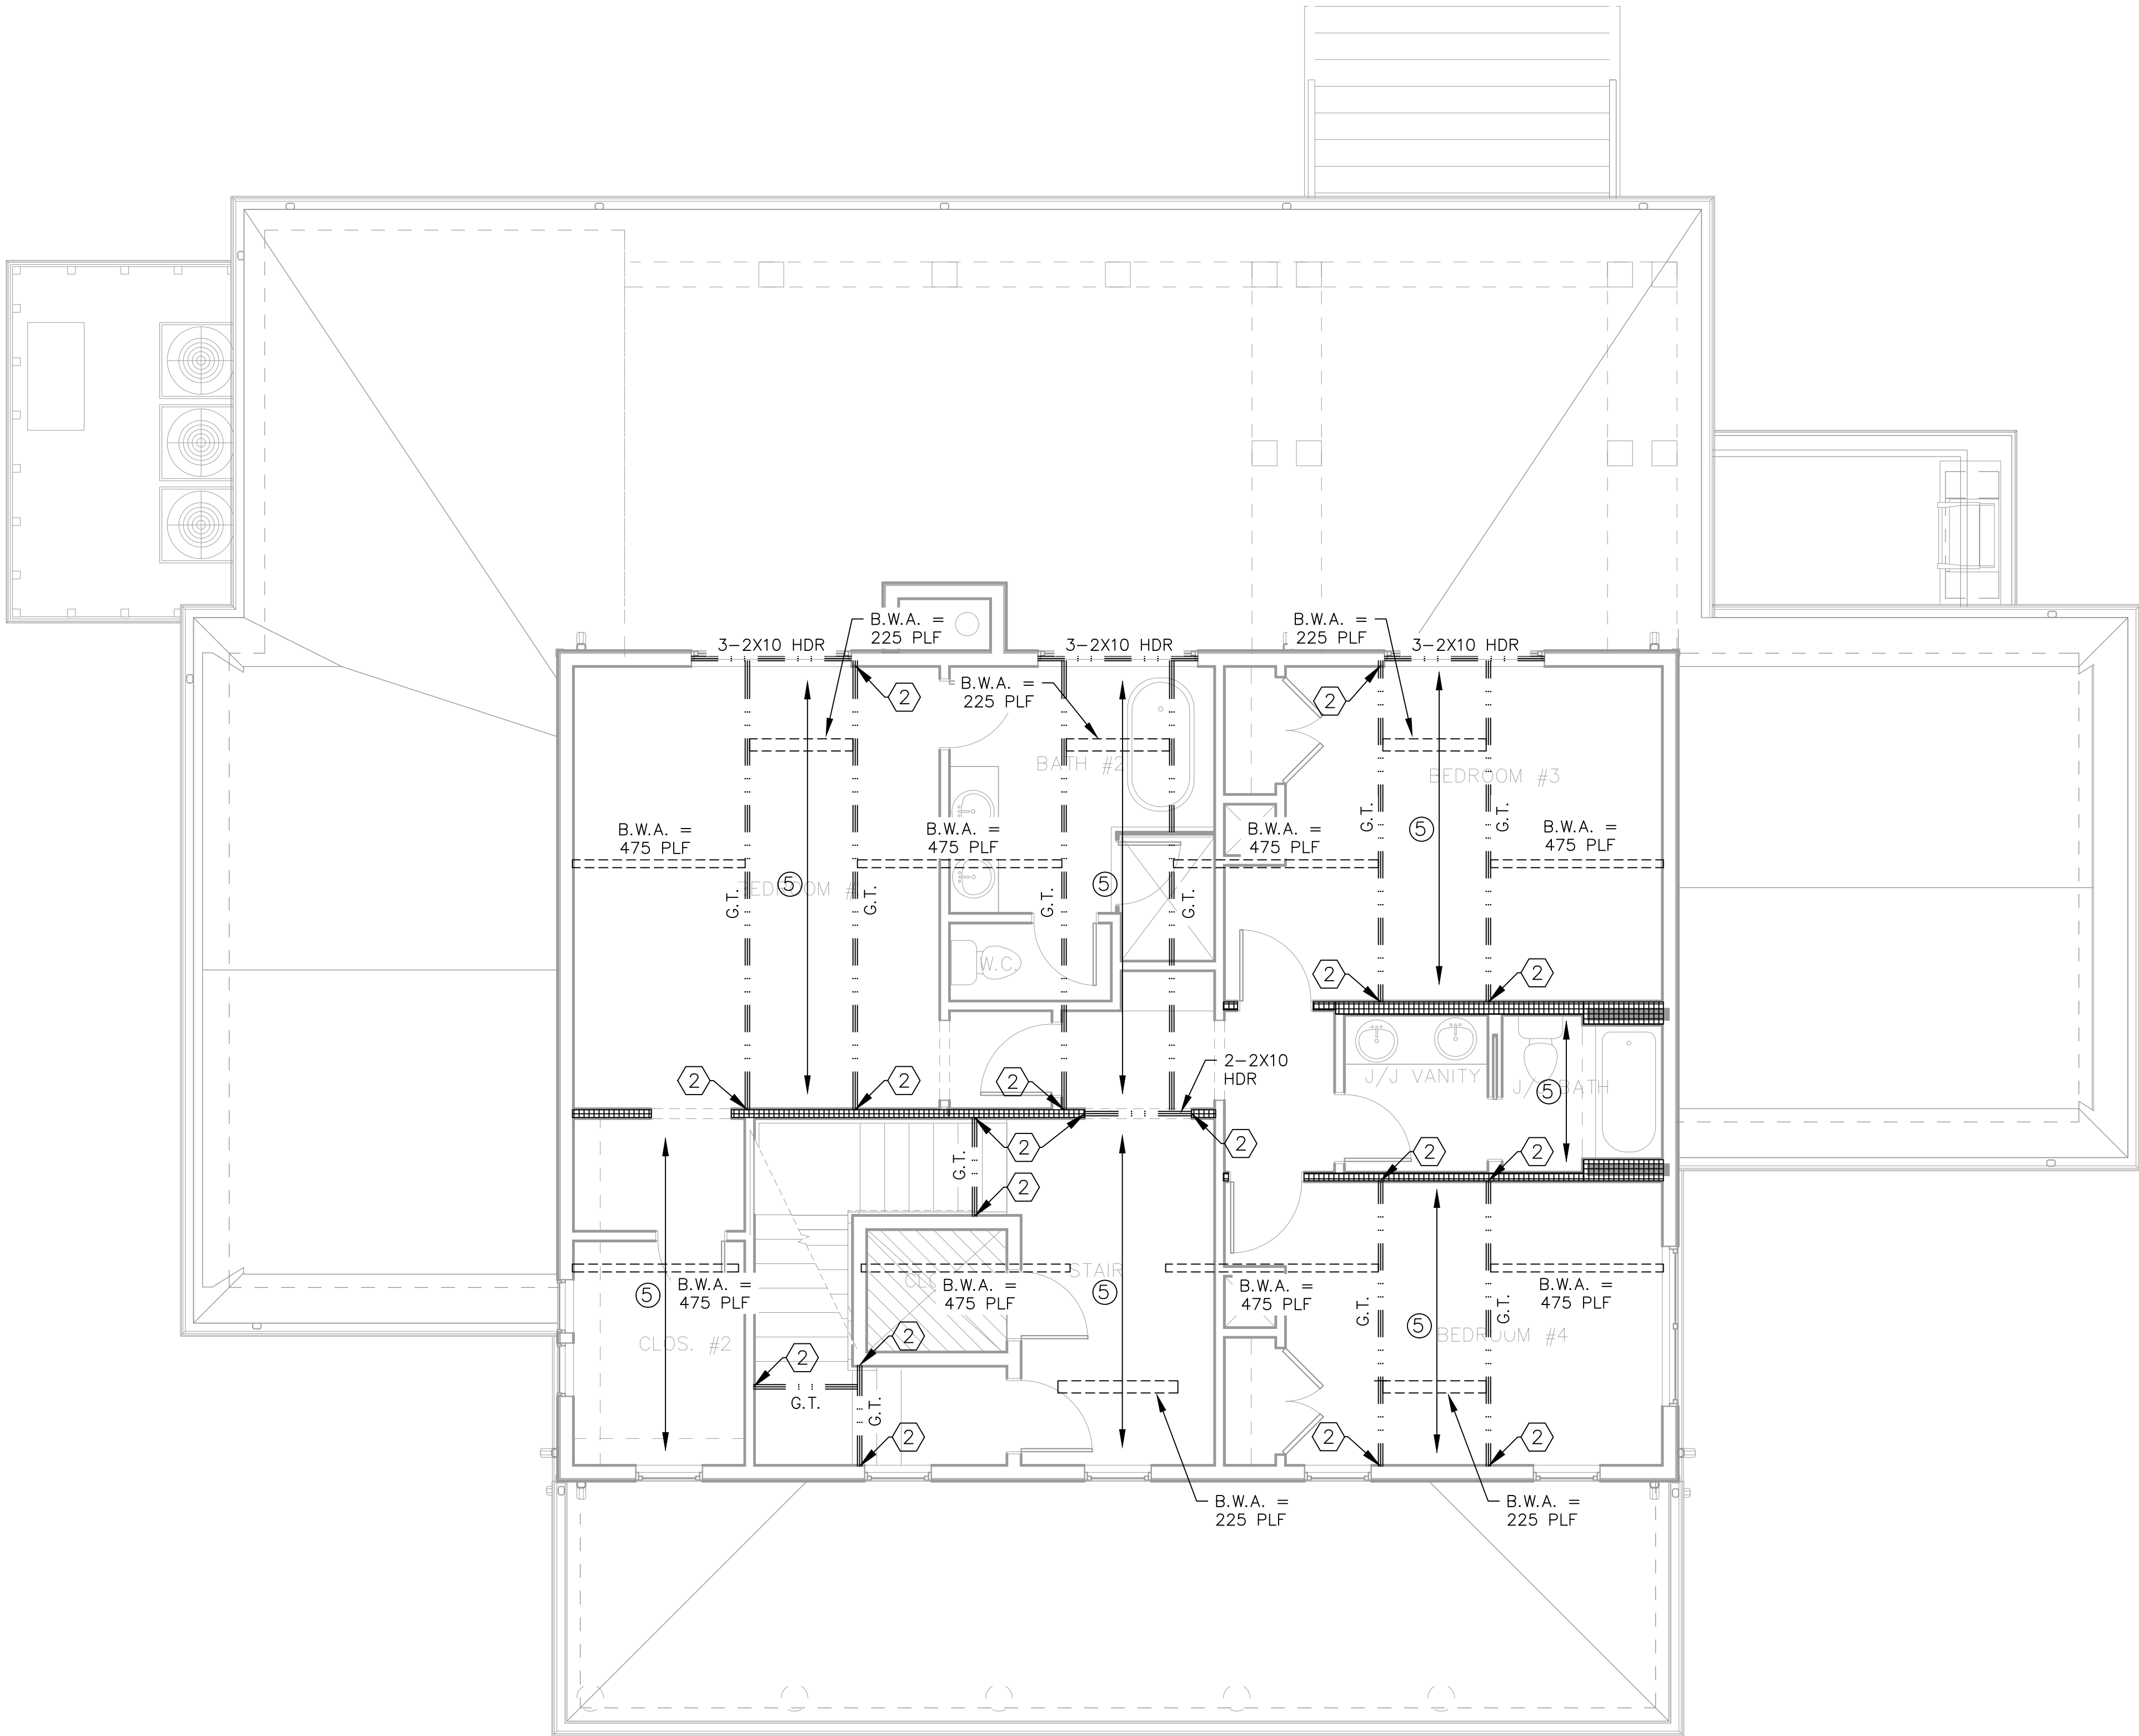 B.W.A. =
225 PLF
B.W.A. =
225 PLF
3-2X10 HDR
3-2X10 HDR
3-2X10 HDR
2
B.W.A. =
225 PLF
2
BATH #2
BEDROOM #3
G.T.
G.T.
B.W.A. =
475 PLF
B.W.A. =
475 PLF
B.W.A. =
475 PLF
5
B.W.A. =
475 PLF
BEDROOM #
5
5
G.T.
G.T.
G.T.
G.T.
W.C.
2
2
2
2
2
2-2X10
HDR
J/J VANITY
J/J BATH
5
2
2
2
2
G.T.
2
STAIR
CLO
5
B.W.A. =
475 PLF
B.W.A. =
475 PLF
5
B.W.A. =
475 PLF
G.T.
5
G.T.
B.W.A. =
475 PLF
CLOS. #2
2
2
BEDROOM #4
G.T.
G.T.
2
2
2
B.W.A. =
225 PLF
B.W.A. =
225 PLF